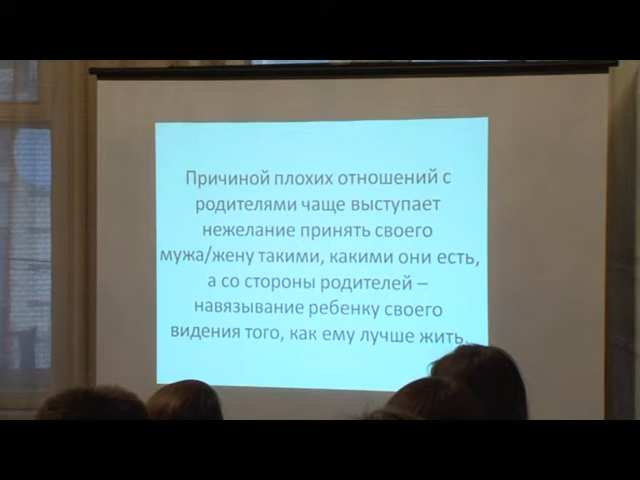 Причиной плохих отношений с
родителями чаще выступает
нежелание принять своего
мужа/жену такими, какими они есть,
а со стороны родителей –
навязывание ребенку своего
видения того, как ему лучше жить.